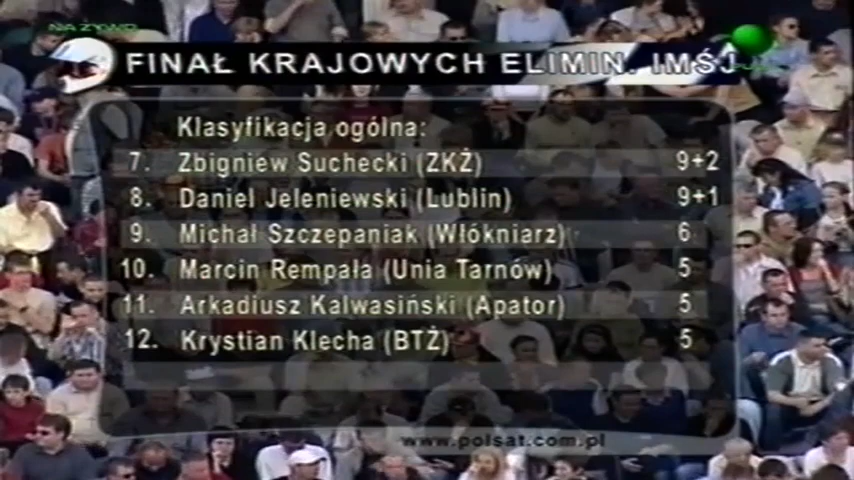 NA ŻYWO
FINAŁ KRAJOWYCH ELIMIN. IMŚJ
Klasyfikacja ogólna:
7. Zbigniew Suchecki (ZKŻ) 9+2
8. Daniel Jeleniewski (Lublin) 9+1
9. Michał Szczepaniak (Włókniarz) 6
10. Marcin Rempała (Unia Tarnów) 5
11. Arkadiusz Kalwasiński (Apator) 5
12. Krystian Klecha (BTŻ) 5
www.polsat.com.pl